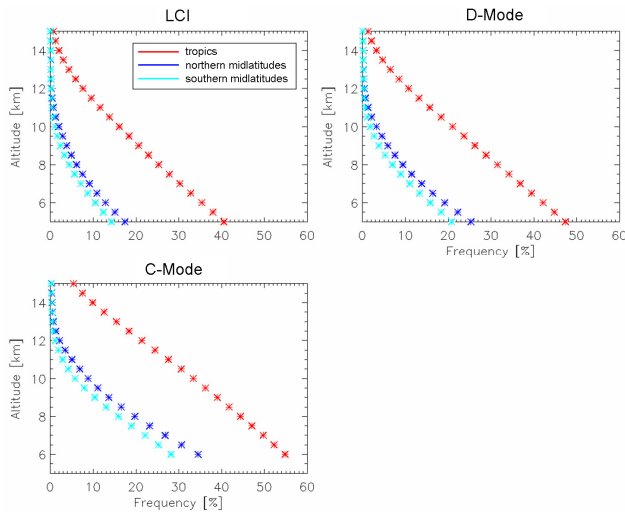 LCI
14
12
10
8
6
Altitude [km]
0 10 20 30 40 50 60
tropics
northern midlatitudes
southern midlatitudes
D-Mode
14
12
10
8
6
Altitude [km]
0 10 20 30 40 50 60
Frequency [%]
C-Mode
14
12
10
8
6
Altitude [km]
0 10 20 30 40 50 60
Frequency [%]